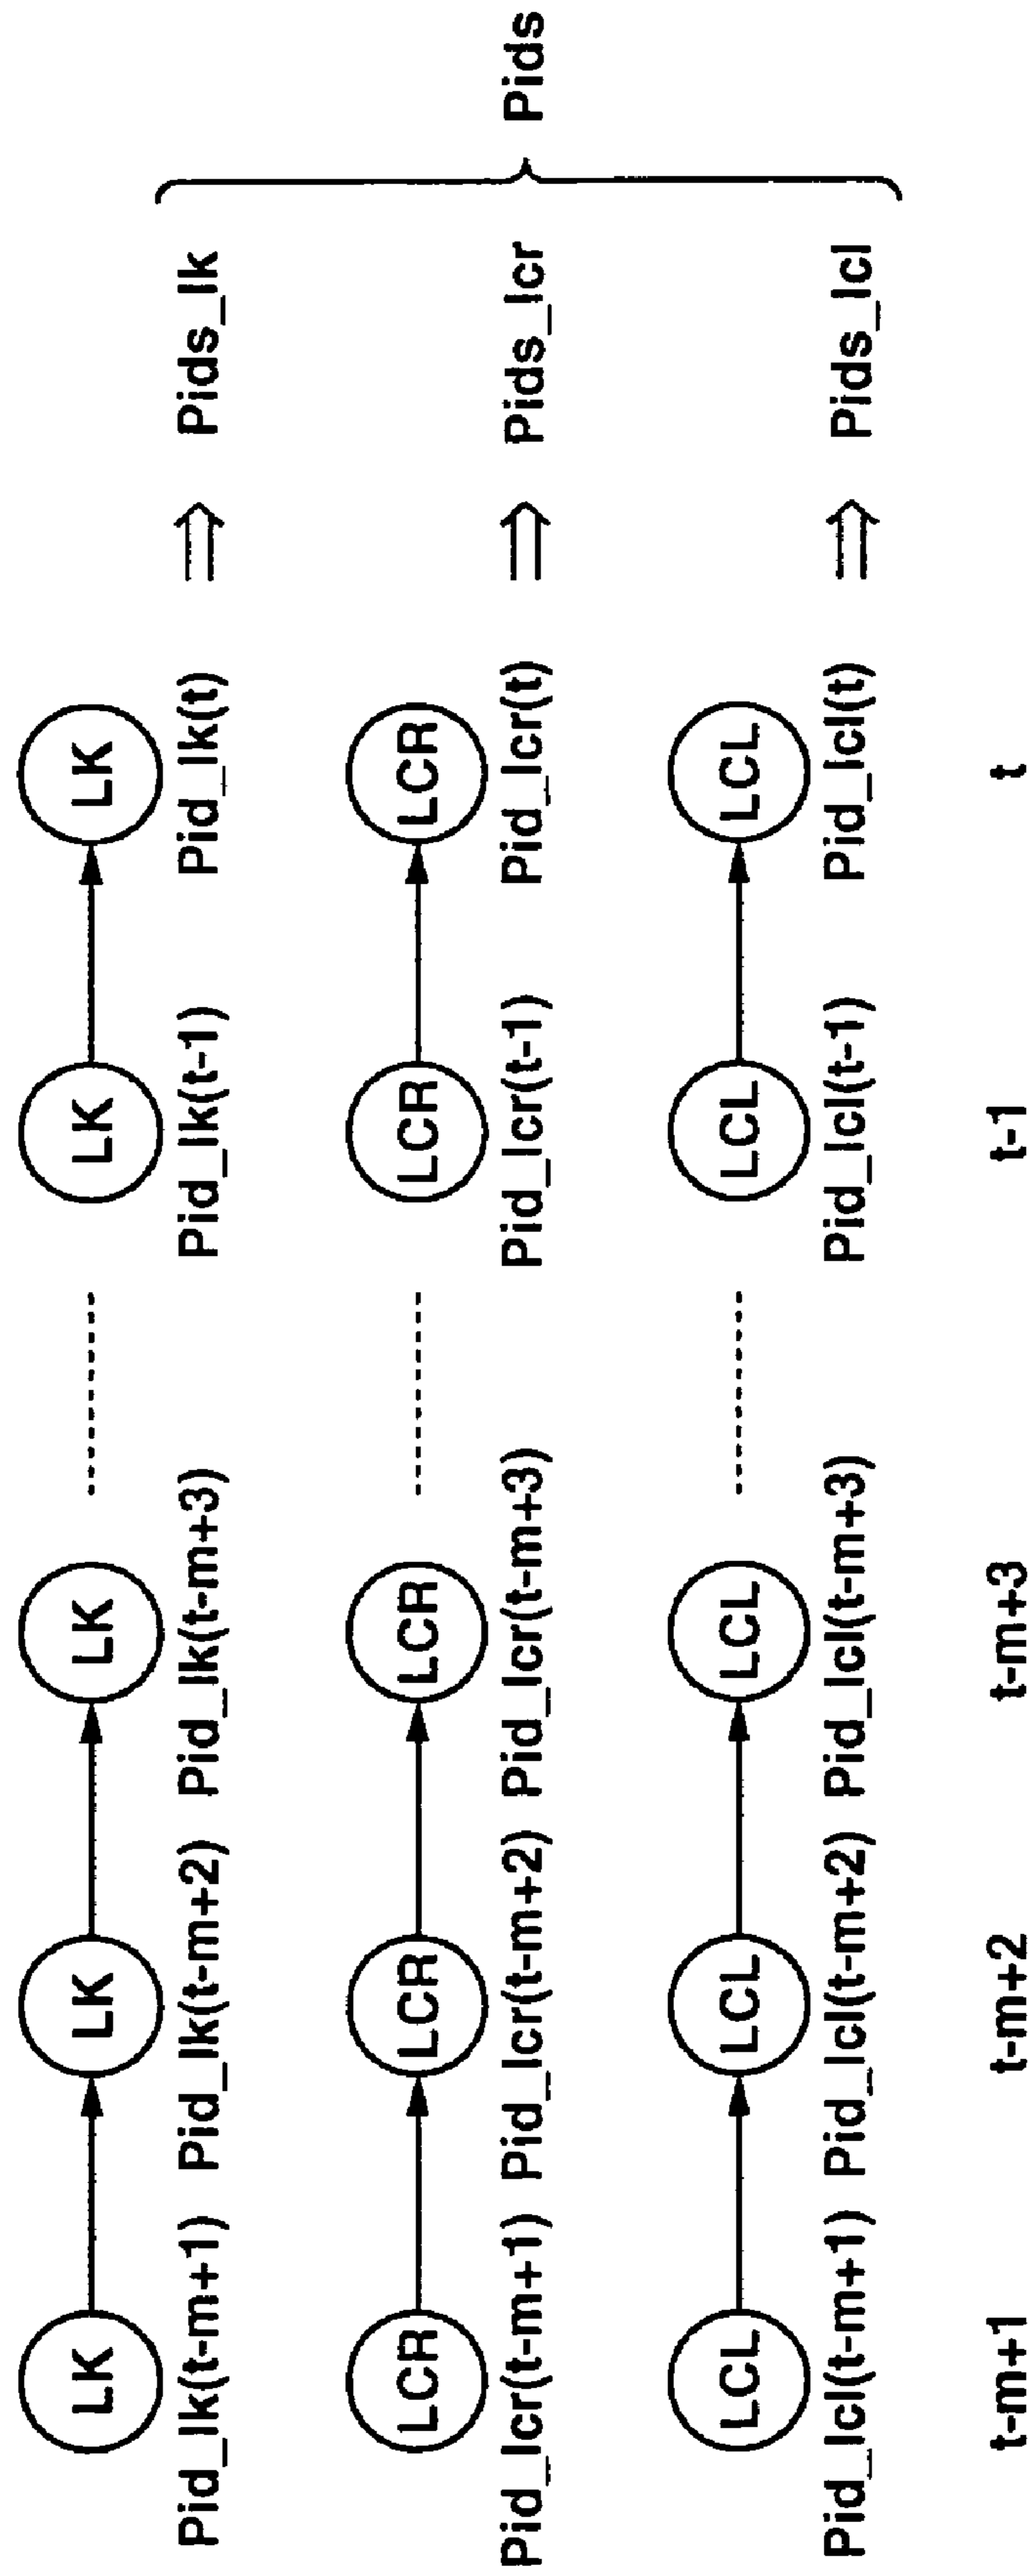 LK LK LK LK LK
Pid_lk(t-m+1) Pid_lk(t-m+2) Pid_lk(t-m+3) Pid_lk(t-1) Pid_lk(t) ⇒ Pids_lk
LCR LCR LCR LCR LCR
Pid_lcr(t-m+1) Pid_lcr(t-m+2) Pid_lcr(t-m+3) Pid_lcr(t-1) Pid_lcr(t) ⇒ Pids_lcr Pids
LCL LCL LCL LCL LCL
Pid_lcl(t-m+1) Pid_lcl(t-m+2) Pid_lcl(t-m+3) Pid_lcl(t-1) Pid_lcl(t) ⇒ Pids_lcl
t-m+1 t-m+2 t-m+3 t-1 t